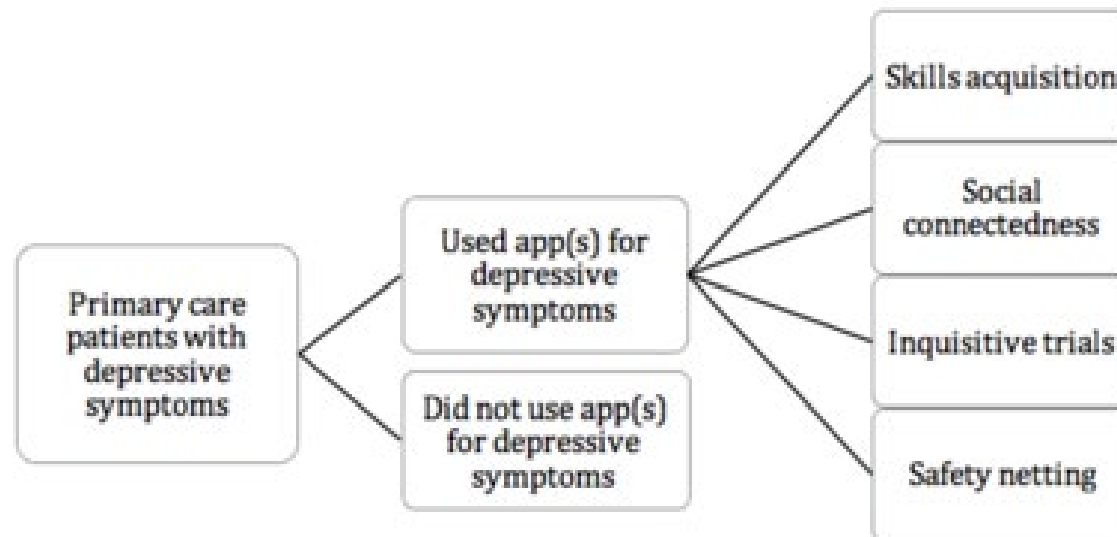 Primary care
patients with
depressive
symptoms
Used app(s) for
depressive
symptoms
Did not use app(s)
for depressive
symptoms
Skills acquisition
Social
connectedness
Inquisitive trials
Safety netting